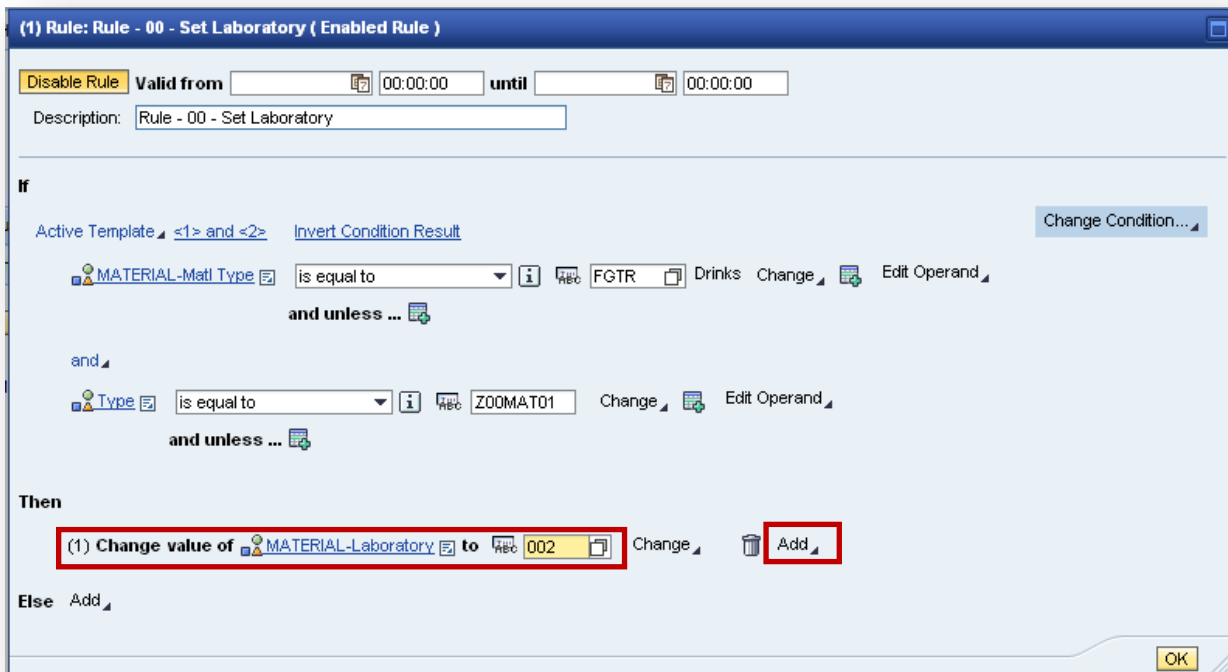 (1) Rule: Rule - 00 - Set Laboratory ( Enabled Rule )
Disable Rule Valid from 00:00:00 until 00:00:00
Description: Rule - 00 - Set Laboratory
If
Change Condition...
Active Template <1> and <2> Invert Condition Result
MATERIAL-Matl Type is equal to FGTR Drinks Change Edit Operand
and unless ...
and
Type is equal to Z00MAT01 Change Edit Operand
and unless ...
Then
(1) Change value of MATERIAL-Laboratory to 002 Change Add
Else Add
OK